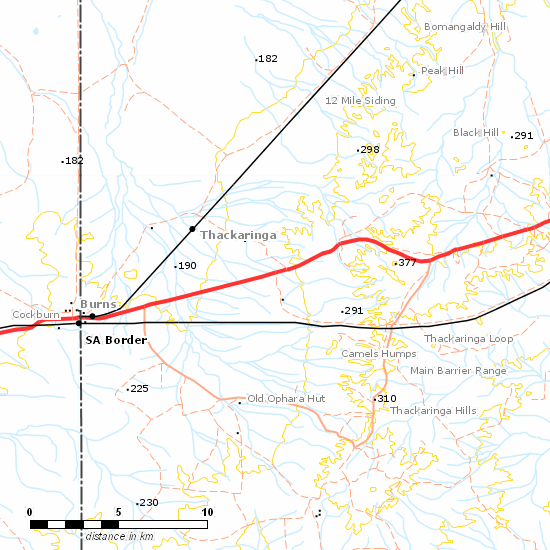 Bomangaldy Hill
182
Peak Hill
12 Mile Siding
Black Hill
291
298
182
Thackaringa
190
377
Burns
Cockburn
291
SA Border
Thackaringa Loop
Camels Humps
Main Barrier Range
225
Old Ophara Hut
310
Thackaringa Hills
230
0 5 10
distance in km